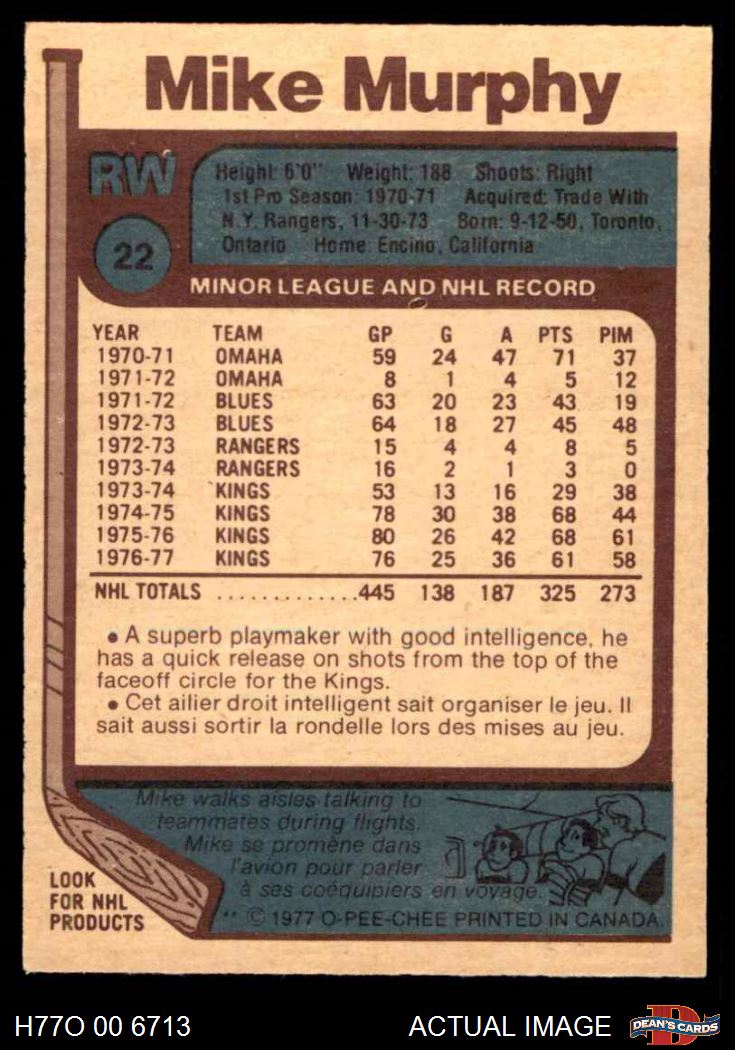 Mike Murphy
RW
22
Height: 6'0" Weight: 188 Shoots: Right
1st Pro Season: 1970-71 Acquired: Trade With
N.Y. Rangers, 11-30-73 Born: 9-12-50, Toronto,
Ontario Home: Encino, California
MINOR LEAGUE AND NHL RECORD
YEAR TEAM GP G A PTS PIM
1970-71 OMAHA 59 24 47 71 37
1971-72 OMAHA 8 1 4 5 12
1971-72 BLUES 63 20 23 43 19
1972-73 BLUES 64 18 27 45 48
1972-73 RANGERS 15 4 4 8 5
1973-74 RANGERS 16 2 1 3 0
1973-74 KINGS 53 13 16 29 38
1974-75 KINGS 78 30 38 68 44
1975-76 KINGS 80 26 42 68 61
1976-77 KINGS 76 25 36 61 58
NHL TOTALS .............445 138 187 325 273
• A superb playmaker with good intelligence, he
has a quick release on shots from the top of the
faceoff circle for the Kings.
• Cet ailier droit intelligent sait organiser le jeu. Il
sait aussi sortir la rondelle lors des mises au jeu.
Mike walks aisles talking to
teammates during flights.
Mike se promène dans
l'avion pour parler
à ses coéquipiers en voyage.
LOOK
FOR NHL
PRODUCTS
** © 1977 O-PEE-CHEE PRINTED IN CANADA.
H77O 00 6713
ACTUAL IMAGE
D
DEAN'S CARDS